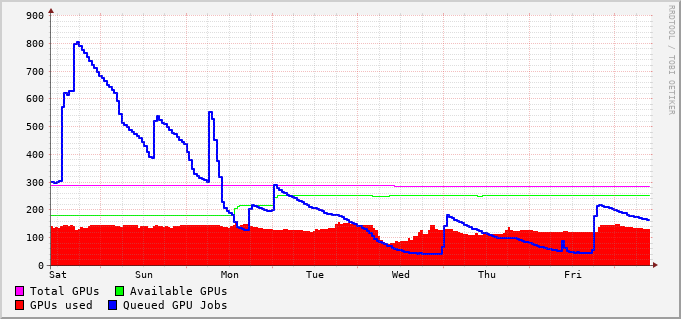 900
800
700
600
500
400
300
200
100
0
Sat Sun Mon Tue Wed Thu Fri
Total GPUs Available GPUs
GPUs used Queued GPU Jobs
RRDTOOL / TOBI OETIKER